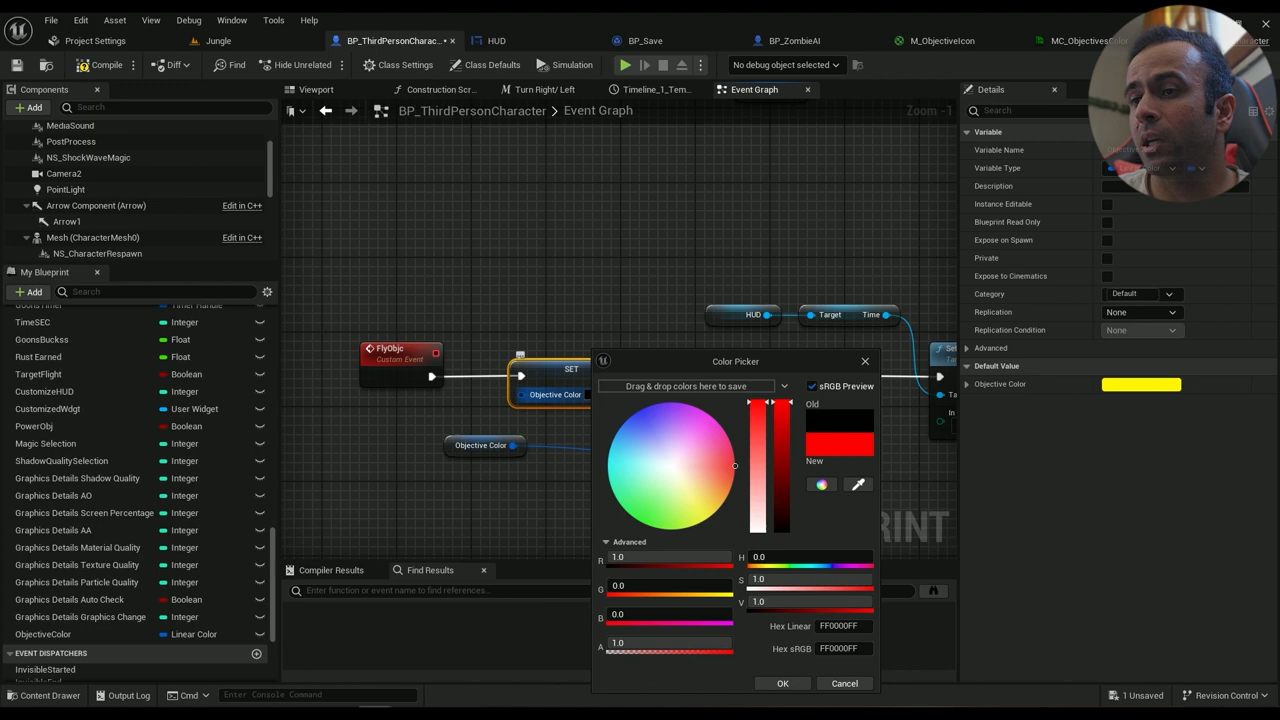 File Edit Asset View Debug Window Tools Help
Project Settings Jungle BP_ThirdPersonCharac... HUD BP_Save BP_ZombieAI M_ObjectiveIcon MC_ObjectivesColor
Compile Diff Find Hide Unrelated Class Settings Class Defaults Simulation No debug object selected
Components Viewport Construction Scr... Turn Right/ Left Timeline_1_Tem... Event Graph Details
Add Search BP_ThirdPersonCharacter > Event Graph Zoom -1 Search
MediaSound
PostProcess
NS_ShockWaveMagic
Camera2
PointLight
Arrow Component (Arrow) Edit in C++
Arrow1
Mesh (CharacterMesh0) Edit in C++
NS_CharacterRespawn
My Blueprint
Add Search
GoonsTimer Timer Handle
TimeSEC Integer
GoonsBuckss Float
Rust Earned Float
TargetFlight Boolean
CustomizeHUD Integer
CustomizedWdgt User Widget
PowerObj Boolean
Magic Selection Integer
ShadowQualitySelection Integer
Graphics Details Shadow Quality Integer
Graphics Details AO Integer
Graphics Details Screen Percentage Integer
Graphics Details AA Integer
Graphics Details Material Quality Integer
Graphics Details Texture Quality Integer
Graphics Details Particle Quality Integer
Graphics Details Auto Check Boolean
Graphics Details Graphics Change Integer
ObjectiveColor Linear Color
EVENT DISPATCHERS
InvisibleStarted
FlyObjc
Custom Event
SET
Objective Color
Objective Color
HUD Target Time
Set
Ta
In
Color Picker
Drag & drop colors here to save sRGB Preview
Old
New
Advanced
R 1.0 H 0.0
G 0.0 S 1.0
B 0.0 V 1.0
Hex Linear FF0000FF
A 1.0 Hex sRGB FF0000FF
OK Cancel
Compiler Results Find Results
Enter function or event name to find references...
Variable
Variable Name
Variable Type
Description
Instance Editable
Blueprint Read Only
Expose on Spawn
Private
Expose to Cinematics
Category Default
Replication None
Replication Condition None
Advanced
Default Value
Objective Color
Content Drawer Output Log Cmd Enter Console Command 1 Unsaved Revision Control